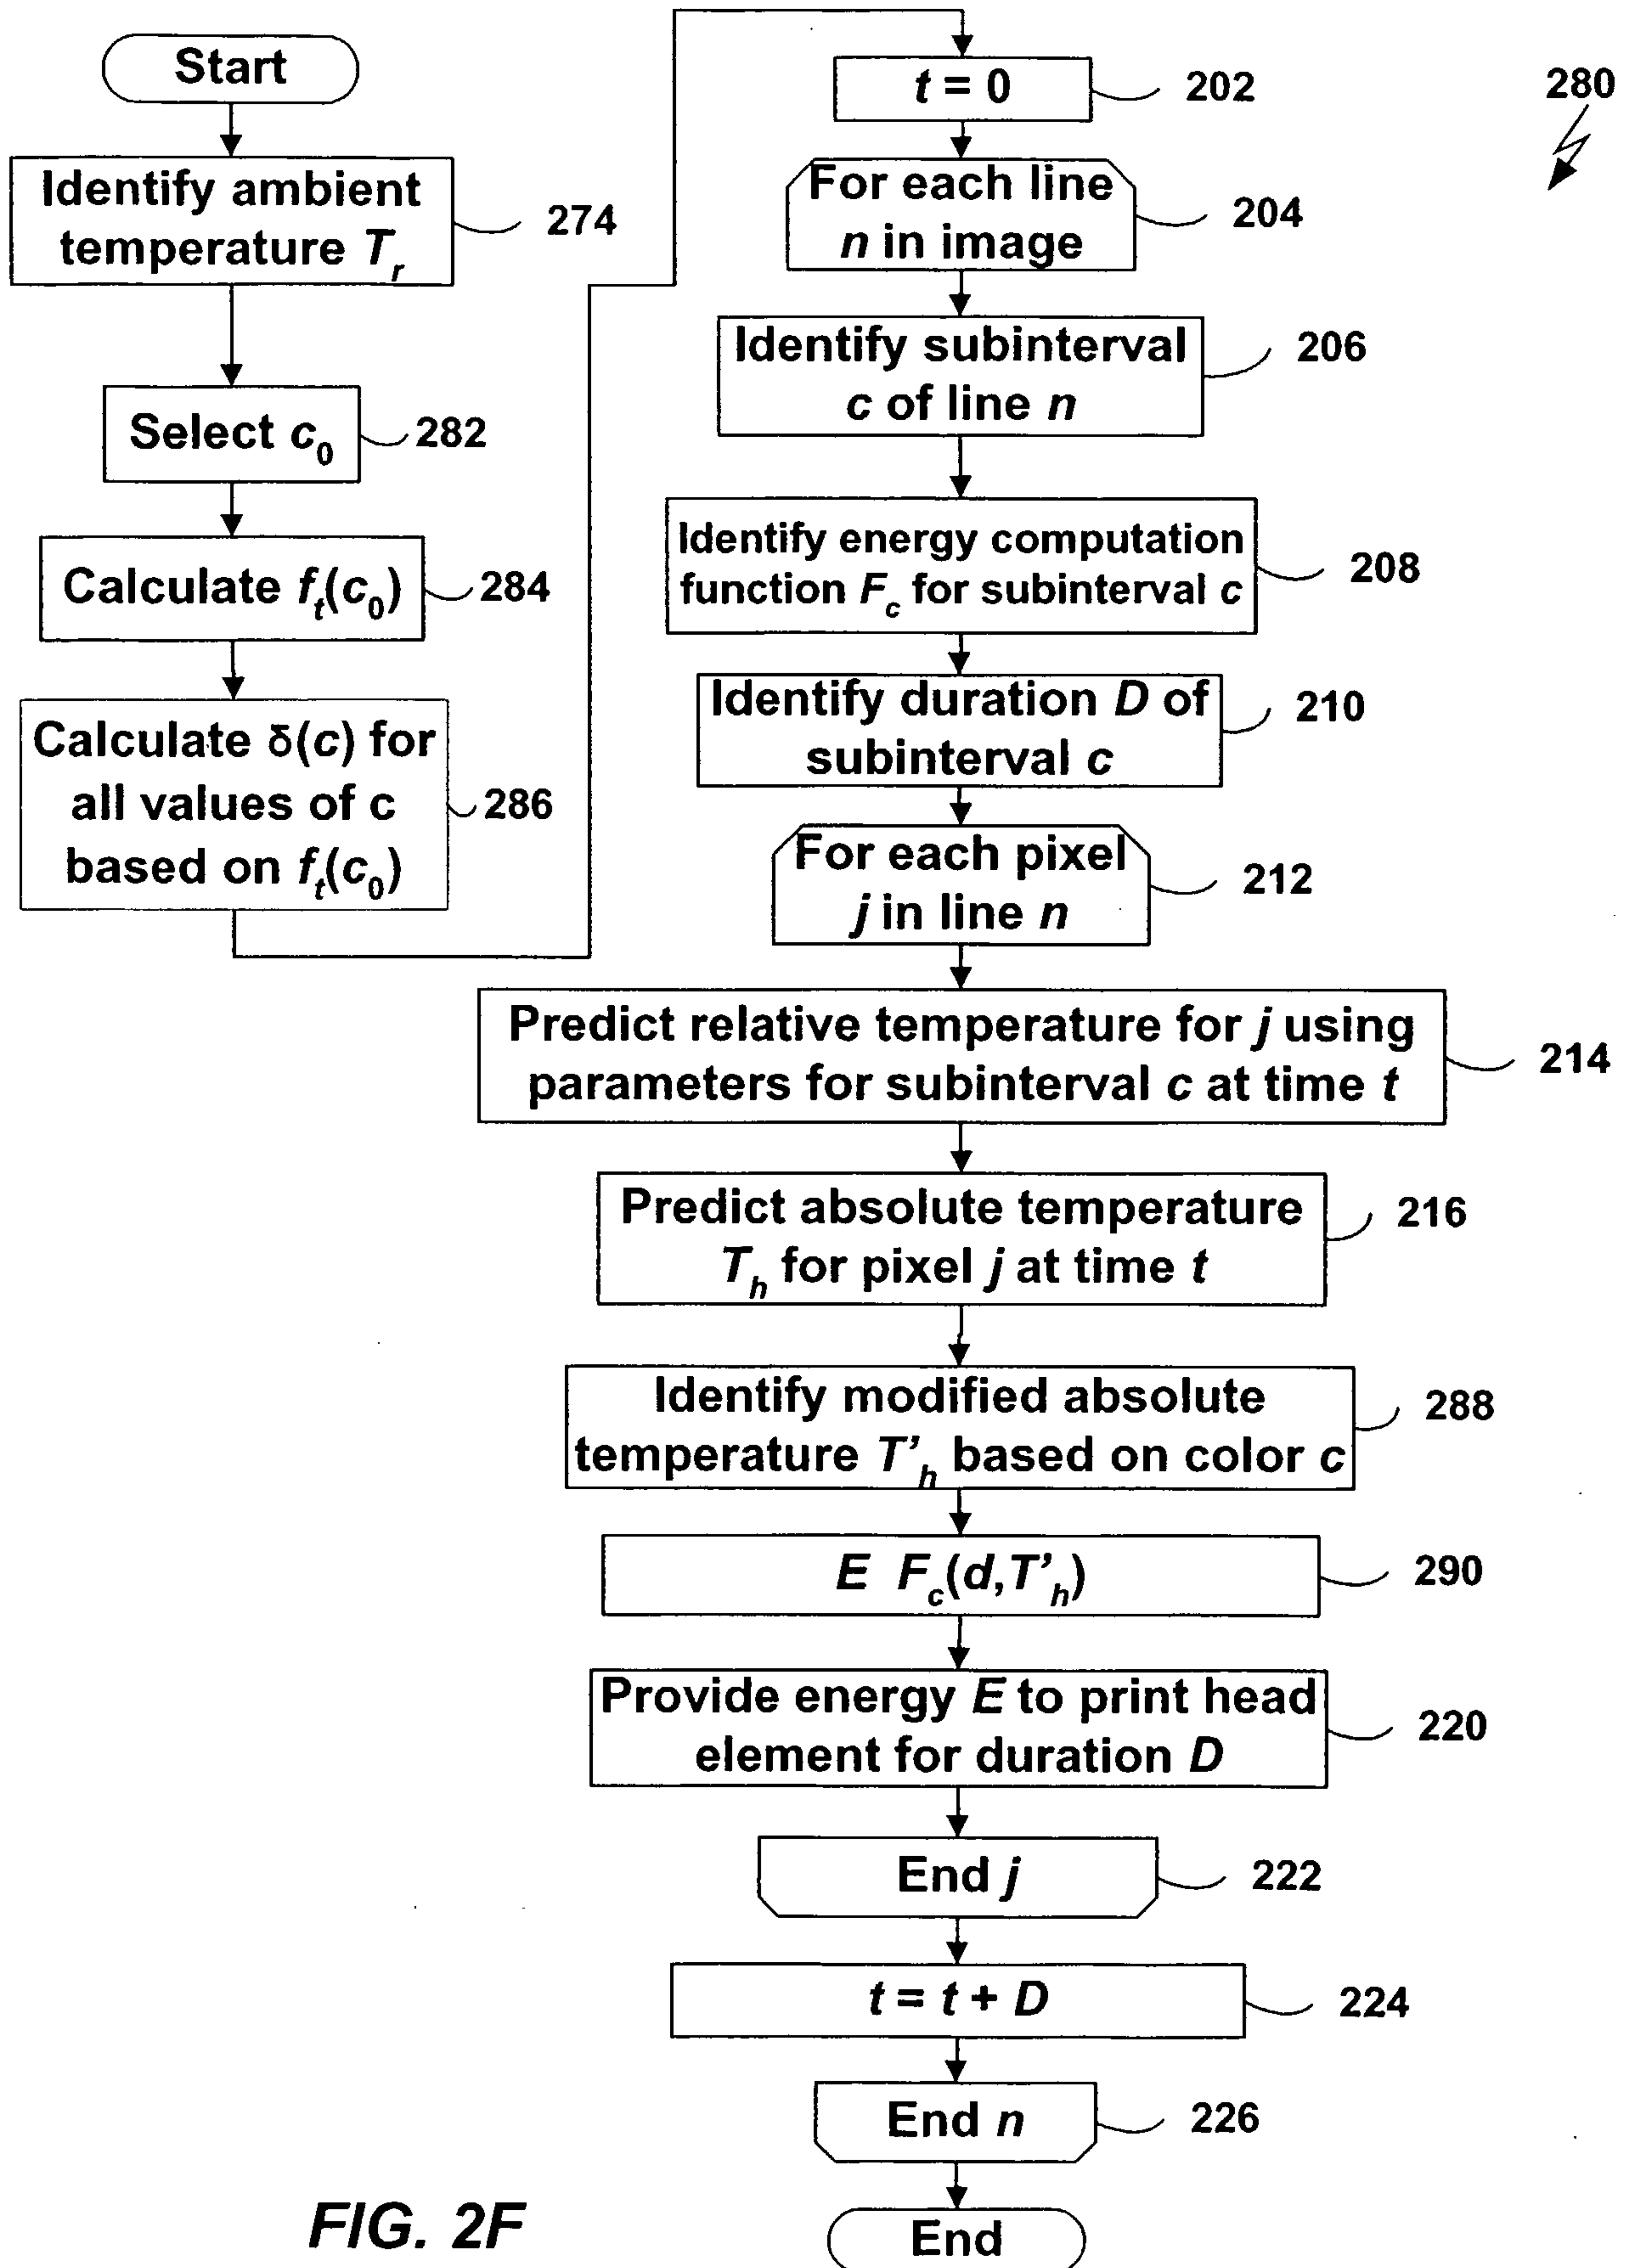 Start
Identify ambient
temperature Tr
274
Select c0
282
Calculate ft(c0)
284
Calculate δ(c) for
all values of c
based on ft(c0)
286
t = 0
202
280
For each line
n in image
204
Identify subinterval
c of line n
206
Identify energy computation
function Fc for subinterval c
208
Identify duration D of
subinterval c
210
For each pixel
j in line n
212
Predict relative temperature for j using
parameters for subinterval c at time t
214
Predict absolute temperature
Th for pixel j at time t
216
Identify modified absolute
temperature T'h based on color c
288
E Fc(d,T'h)
290
Provide energy E to print head
element for duration D
220
End j
222
t = t + D
224
End n
226
End
FIG. 2F